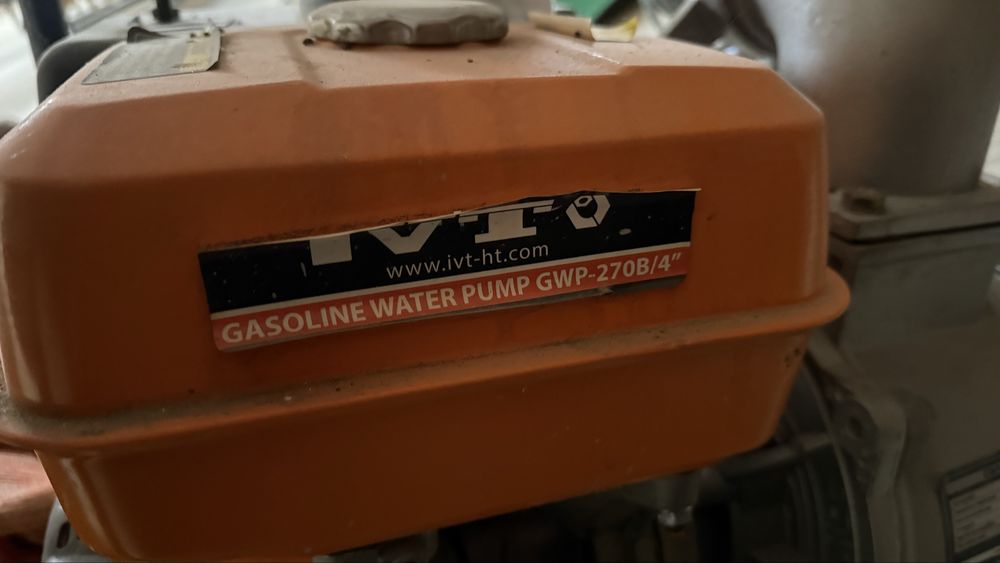 IVT
www.ivt-ht.com
GASOLINE WATER PUMP GWP-270B/4”